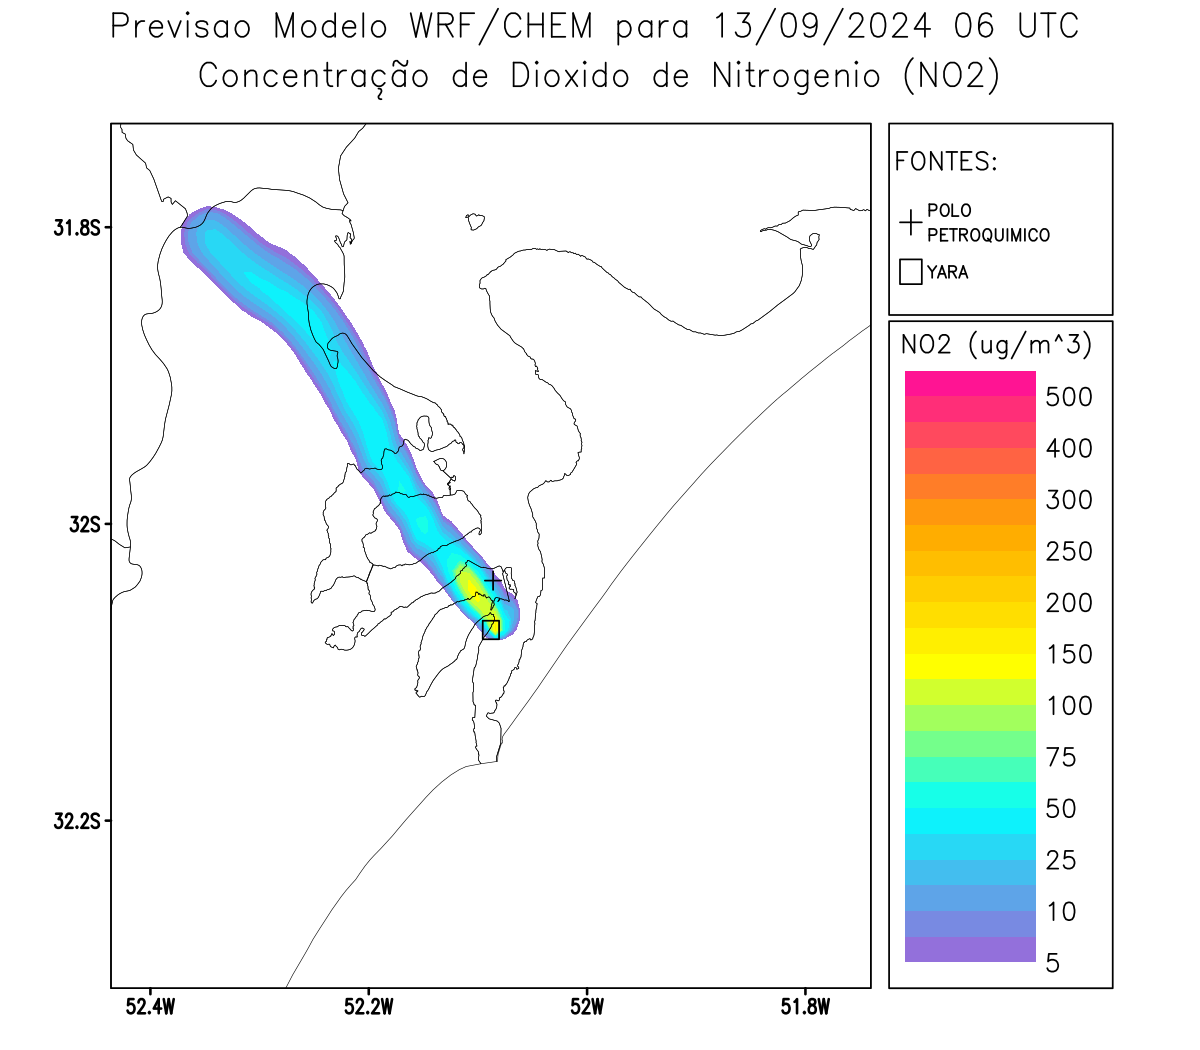 Previsao Modelo WRF/CHEM para 13/09/2024 06 UTC
Concentração de Dioxido de Nitrogenio (NO2)
FONTES:
POLO
PETROQUIMICO
YARA
31.8S
32S
32.2S
52.4W
52.2W
52W
51.8W
NO2 (ug/m^3)
500
400
300
250
200
150
100
75
50
25
10
5